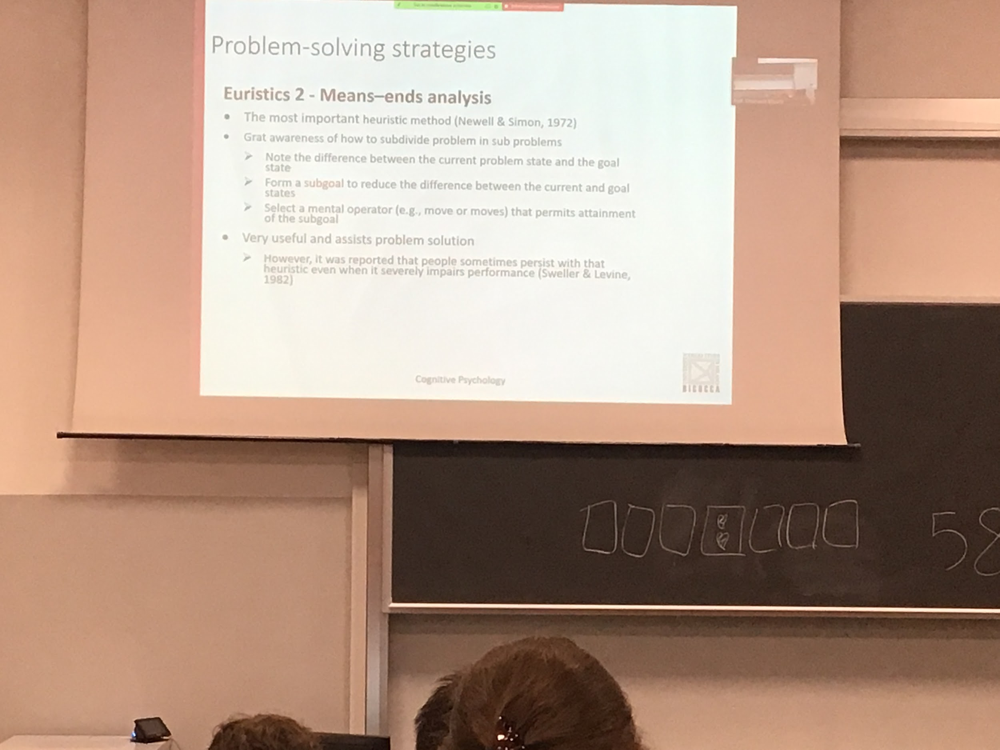 Problem-solving strategies
Euristics 2 - Means–ends analysis
• The most important heuristic method (Newell & Simon, 1972)
• Grat awareness of how to subdivide problem in sub problems
➢ Note the difference between the current problem state and the goal
state
➢ Form a subgoal to reduce the difference between the current and goal
states
➢ Select a mental operator (e.g., move or moves) that permits attainment
of the subgoal
• Very useful and assists problem solution
➢ However, it was reported that people sometimes persist with that
heuristic even when it severely impairs performance (Sweller & Levine,
1982)
Cognitive Psychology
BICOCCA
58